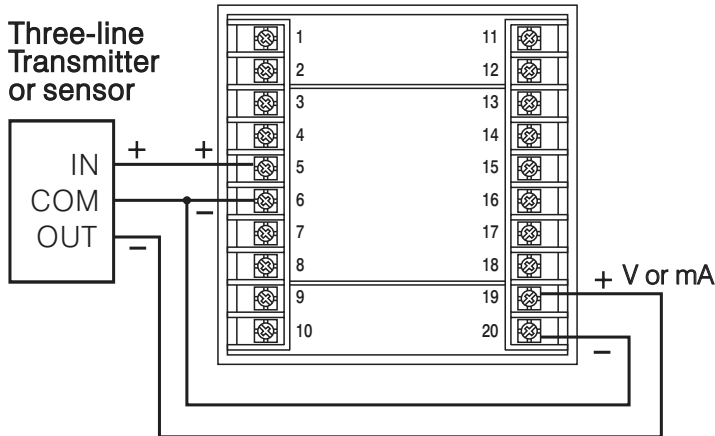 Three-line
Transmitter
or sensor
IN + +
COM −
OUT −
1 11
2 12
3 13
4 14
5 15
6 16
7 17
8 18
9 19
10 20
+ V or mA
−